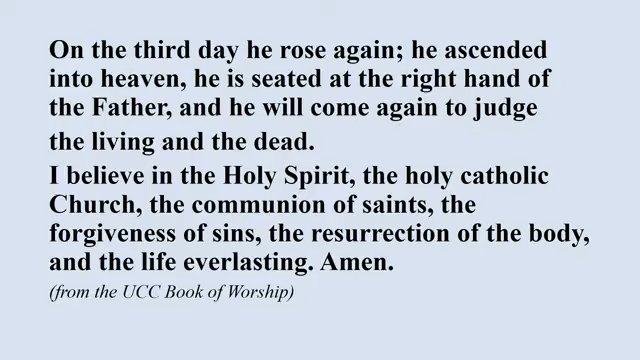 On the third day he rose again; he ascended
into heaven, he is seated at the right hand of
the Father, and he will come again to judge
the living and the dead.
I believe in the Holy Spirit, the holy catholic
Church, the communion of saints, the
forgiveness of sins, the resurrection of the body,
and the life everlasting. Amen.
(from the UCC Book of Worship)